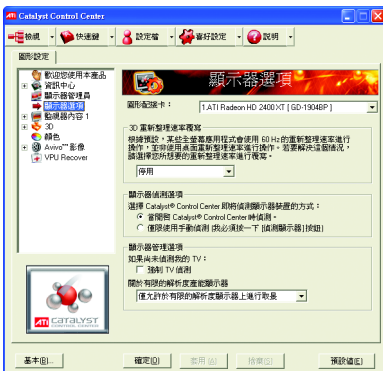 ATI Catalyst Control Center
檢視
快速鍵
設定檔
喜好設定
說明
圖形設定
歡迎您使用本產品
資訊中心
顯示器管理員
顯示器選項
監視器內容 1
3D
顏色
Avivo™ 影像
VPU Recover
ATI CATALYST
CONTROL CENTER
顯示器選項
圖形配接卡：
1.ATI Radeon HD 2400 XT [ GD-1904BP ]
3D 重新整理速率覆寫
根據預設，某些全螢幕應用程式會使用 60 Hz 的重新整理速率進行
操作，並非使用桌面重新整理速率進行操作。若要解決這個情況，
請選擇您所想要的重新整理速率進行覆寫。
停用
顯示器偵測選項
選擇 Catalyst® Control Center 即將偵測顯示器裝置的方式：
當開啟 Catalyst® Control Center 時偵測。
僅限使用手動偵測 [我必須按一下 [偵測顯示器] 按鈕]
顯示器管理選項
如果尚未偵測我的 TV：
強制 TV 偵測
關於有限的解析度產能顯示器
僅允許於有限的解析度顯示器上進行取景
基本(B)...
確定(O)
套用(A)
捨棄(S)
預設值(E)